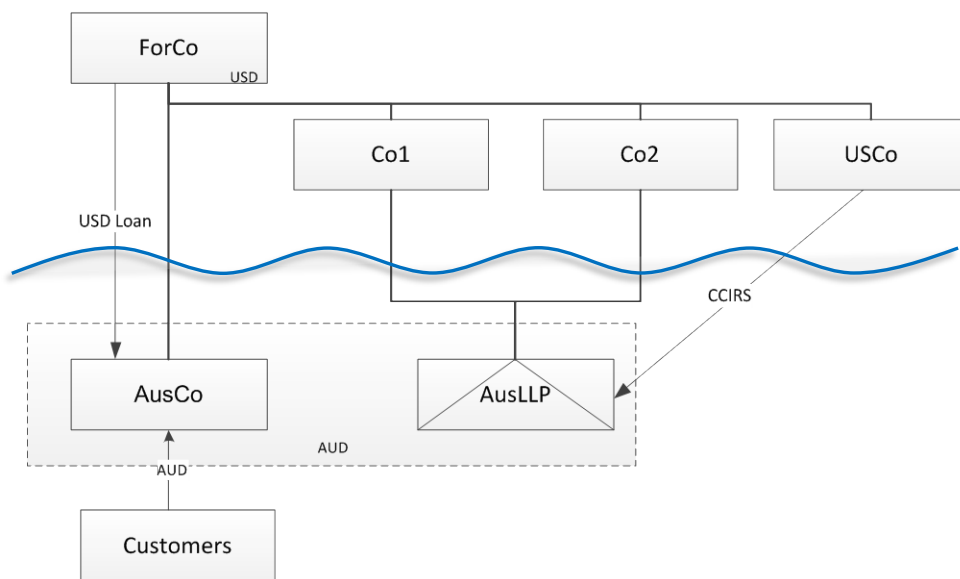 ForCo
USD
Co1
Co2
USCo
USD Loan
CCIRS
AusCo
AusLLP
AUD
AUD
Customers